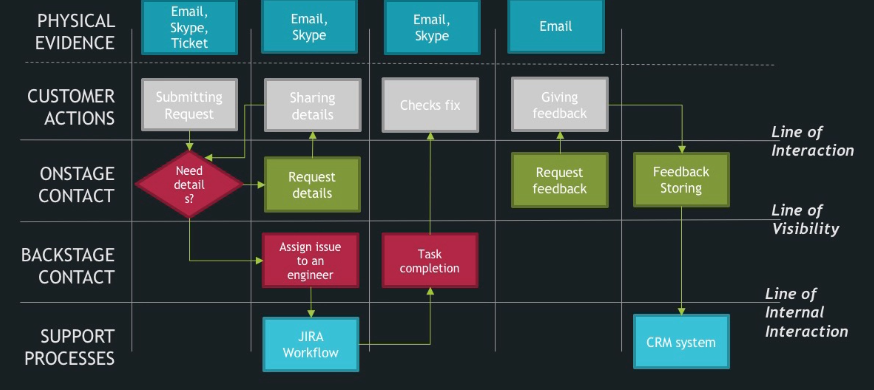 PHYSICAL
EVIDENCE
Email,
Skype,
Ticket
Email,
Skype
Email,
Skype
Email
CUSTOMER
ACTIONS
Submitting
Request
Sharing
details
Checks fix
Giving
feedback
Line of
Interaction
ONSTAGE
CONTACT
Need
detail
s?
Request
details
Request
feedback
Feedback
Storing
Line of
Visibility
BACKSTAGE
CONTACT
Assign issue
to an
engineer
Task
completion
Line of
Internal
Interaction
SUPPORT
PROCESSES
JIRA
Workflow
CRM system